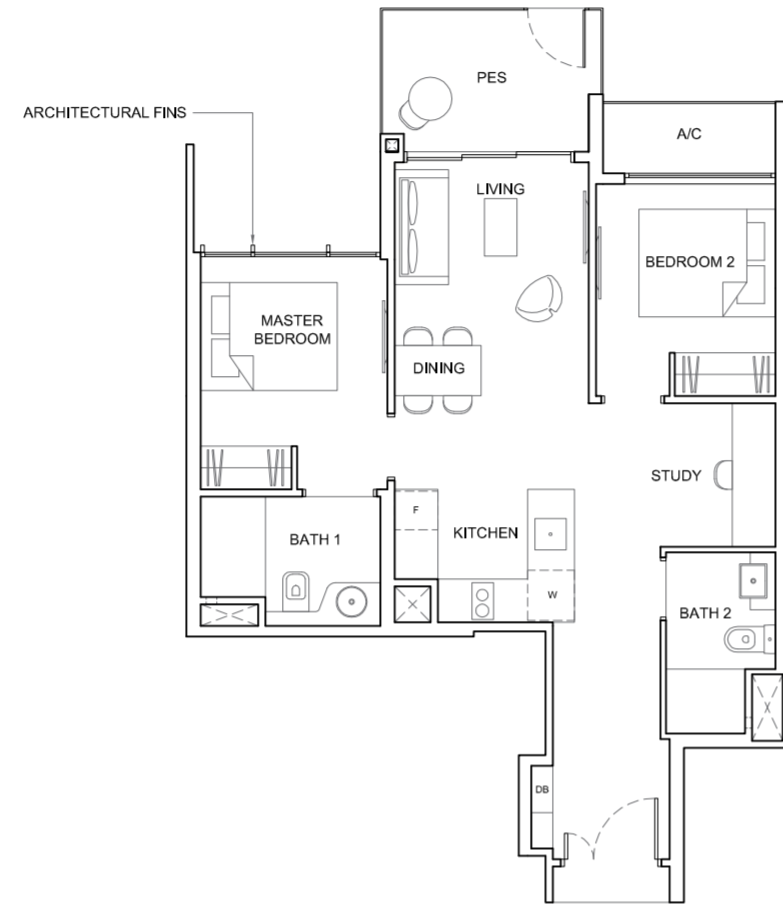 PES
ARCHITECTURAL FINS
A/C
LIVING
BEDROOM 2
MASTER
BEDROOM
DINING
STUDY
F
KITCHEN
BATH 1
W
BATH 2
DB